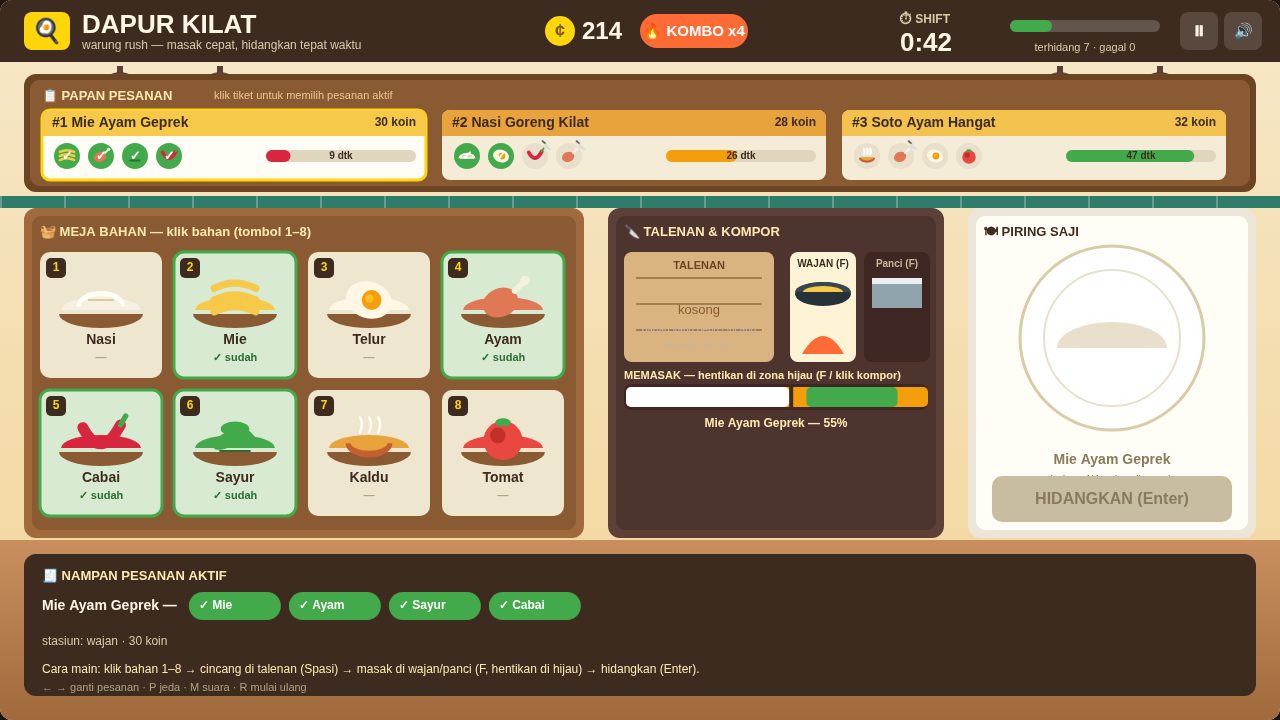 DAPUR KILAT
warung rush — masak cepat, hidangkan tepat waktu
¢ 214
🔥 KOMBO x4
⏱ SHIFT
0:42
terhidang 7 · gagal 0
📋 PAPAN PESANAN
klik tiket untuk memilih pesanan aktif
#1 Mie Ayam Geprek 30 koin
9 dtk
#2 Nasi Goreng Kilat 28 koin
26 dtk
#3 Soto Ayam Hangat 32 koin
47 dtk
🧺 MEJA BAHAN — klik bahan (tombol 1–8)
1
Nasi
—
2
Mie
✓ sudah
3
Telur
—
4
Ayam
✓ sudah
5
Cabai
✓ sudah
6
Sayur
✓ sudah
7
Kaldu
—
8
Tomat
—
🔪 TALENAN & KOMPOR
TALENAN
kosong
WAJAN (F)
Panci (F)
MEMASAK — hentikan di zona hijau (F / klik kompor)
Mie Ayam Geprek — 55%
🍽 PIRING SAJI
Mie Ayam Geprek
HIDANGKAN (Enter)
🧾 NAMPAN PESANAN AKTIF
Mie Ayam Geprek — ✓ Mie ✓ Ayam ✓ Sayur ✓ Cabai
stasiun: wajan · 30 koin
Cara main: klik bahan 1–8 → cincang di talenan (Spasi) → masak di wajan/panci (F, hentikan di hijau) → hidangkan (Enter).
← → ganti pesanan · P jeda · M suara · R mulai ulang